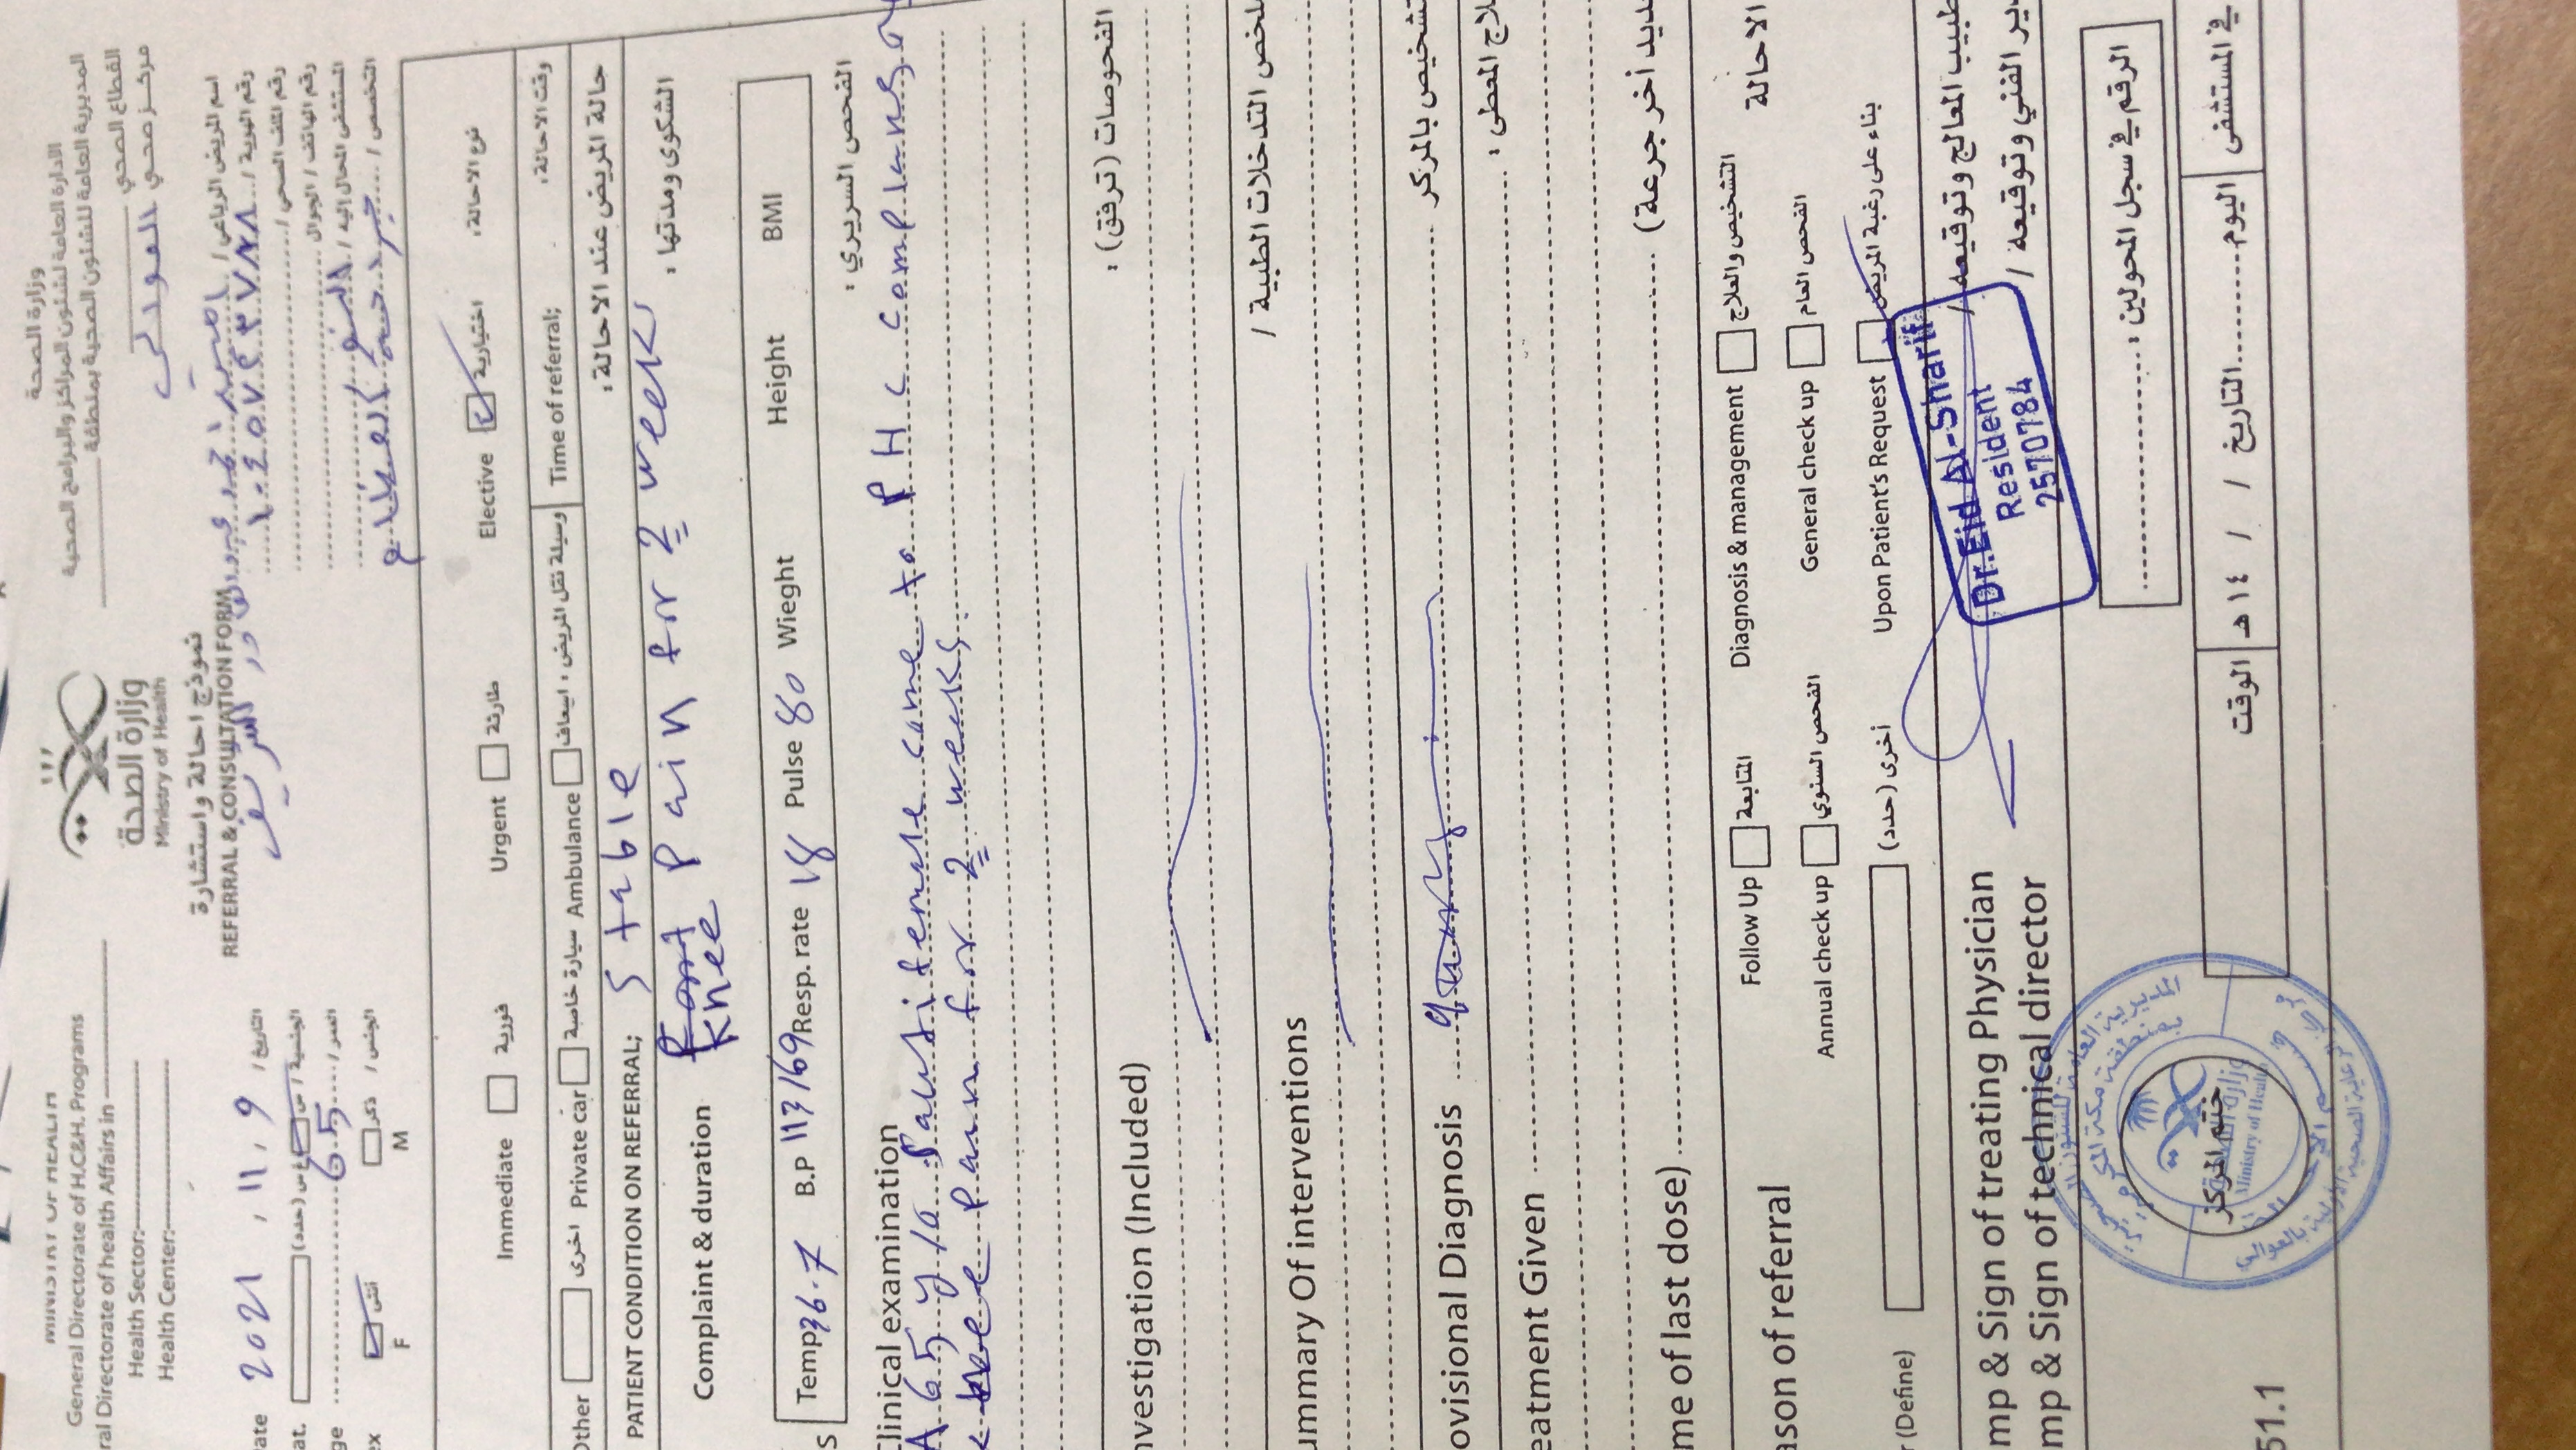 MINISTRY OF HEALTH
General Directorate of H.C&H. Programs
ral Directorate of health Affairs in
Health Sector:
Health Center:
وزارة الصحة
Ministry of Health
نموذج احالة واستشارة
REFERRAL & CONSULTATION FORM
وزارة الصحة
الادارة العامة لشئون المراكز والبرامج الصحية
المديرية العامة للشئون الصحية بمنطقة
القطاع الصحي
مركز صحي العوالي
اسم المريض الرباعي / احمد عبدالقادر الشريف
رقم الهوية / ١٠٤٥٧٢٣٧٨٨
رقم الملف الصحي /
رقم الهاتف / الجوال
المستشفى المحال إليه / النور
التخصص / جراحة العظام
ate 2021 , 11 , 9 التاريخ /
at. (حدد) غ س س / الجنسية
ge 65 العمر /
ex أنثى ذكر الجنس /
F M
Immediate فورية Urgent طارئة Elective اختيارية نوع الاحالة :
Other اخرى Private car سيارة خاصة Ambulance اسعاف وسيلة نقل المريض : Time of referral; وقت الاحالة :
PATIENT CONDITION ON REFERRAL; Stable حالة المريض عند الاحالة :
Complaint & duration Pain for 2 weeks الشكوى ومدتها :
Knee
S Temp 36.7 B.P 113/69 Resp. rate 18 Pulse 80 Wieght Height BMI
Clinical examination الفحص السريري :
A 65 y/o Saudi female came to PHC complains of
knee pain for 2 weeks.
nvestigation (Included) الفحوصات (ترفق) :
ummary Of interventions لخص التدخلات الطبية /
ovisional Diagnosis تشخيص بالمركز
eatment Given لاج المعطى :
me of last dose) ديد أخر جرعة)
ason of referral Follow Up المتابعة Diagnosis & management التشخيص والعلاج الاحالة
Annual check up الفحص السنوي General check up الفحص العام
r (Define) أخرى (حدد) Upon Patient's Request بناء على رغبة المريض
mp & Sign of treating Physician طبيب المعالج وتوقيعه /
mp & Sign of technical director دير الفني وتوقيعه /
Dr.Eid Al-Sharif
Resident
2570784
الرقم في سجل المحولين :
في المستشفى اليوم التاريخ / / ١٤ هـ الوقت
المديرية العامة للشئون الصحية
بمنطقة مكة المكرمة
ختم المركز
وزارة الصحة
Ministry of Health
مركز الرعاية الصحية الأولية بالعوالي
51.1